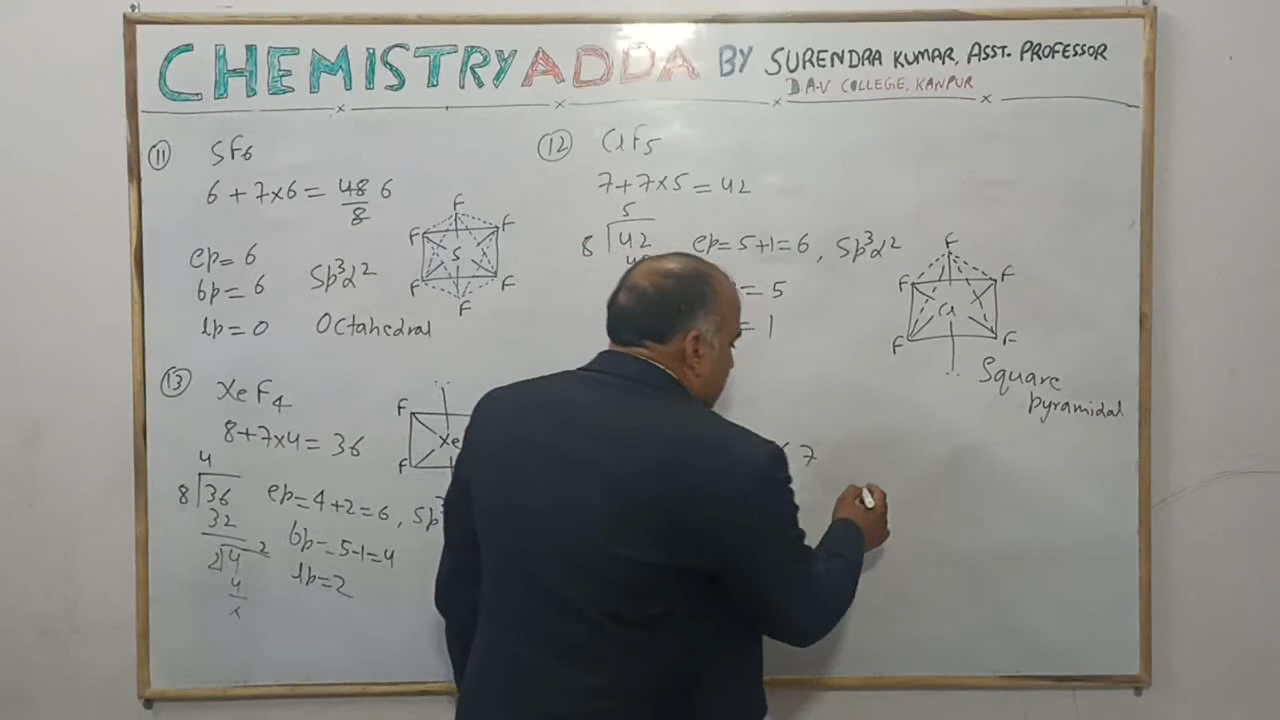 CHEMISTRY ADDA BY SURENDRA KUMAR, ASST. PROFESSOR
D.A-V COLLEGE, KANPUR
11 SF6
6 + 7x6 = 48 6
8
ep = 6
bp = 6
lp = 0
sp³d²
Octahedral
F
F F
S
F F
F
12 ClF5
7+7x5 = 42
5
8 42
ep = 5+1 = 6, sp³d²
= 5
= 1
F
F F
Cl
F F
..
Square
pyramidal
13 XeF4
8+7x4 = 36
4
8 36
32
2 4 2
4
x
ep = 4+2 = 6, sp
bp = 5-1 = 4
lp = 2
..
F
Xe
F
7